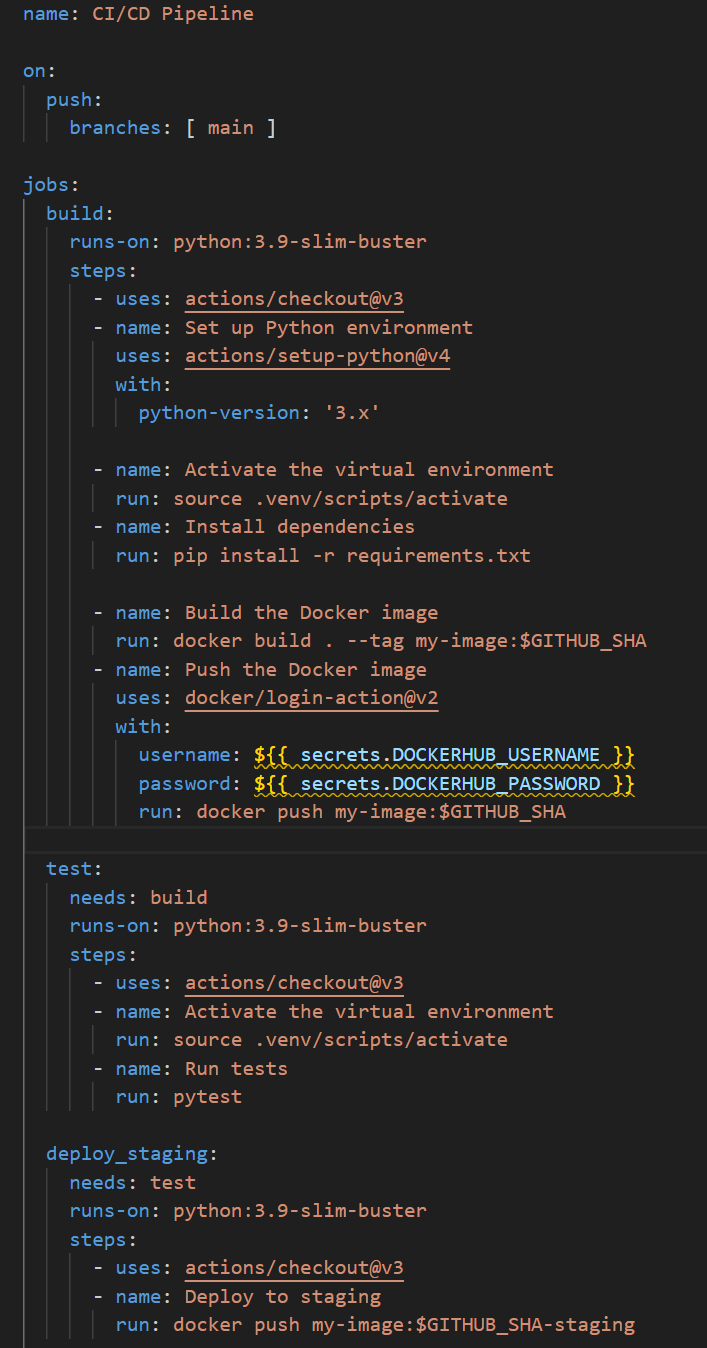 name: CI/CD Pipeline
on:
push:
branches: [ main ]
jobs:
build:
runs-on: python:3.9-slim-buster
steps:
- uses: actions/checkout@v3
- name: Set up Python environment
uses: actions/setup-python@v4
with:
python-version: '3.x'
- name: Activate the virtual environment
run: source .venv/scripts/activate
- name: Install dependencies
run: pip install -r requirements.txt
- name: Build the Docker image
run: docker build . --tag my-image:$GITHUB_SHA
- name: Push the Docker image
uses: docker/login-action@v2
with:
username: ${{ secrets.DOCKERHUB_USERNAME }}
password: ${{ secrets.DOCKERHUB_PASSWORD }}
run: docker push my-image:$GITHUB_SHA
test:
needs: build
runs-on: python:3.9-slim-buster
steps:
- uses: actions/checkout@v3
- name: Activate the virtual environment
run: source .venv/scripts/activate
- name: Run tests
run: pytest
deploy_staging:
needs: test
runs-on: python:3.9-slim-buster
steps:
- uses: actions/checkout@v3
- name: Deploy to staging
run: docker push my-image:$GITHUB_SHA-staging